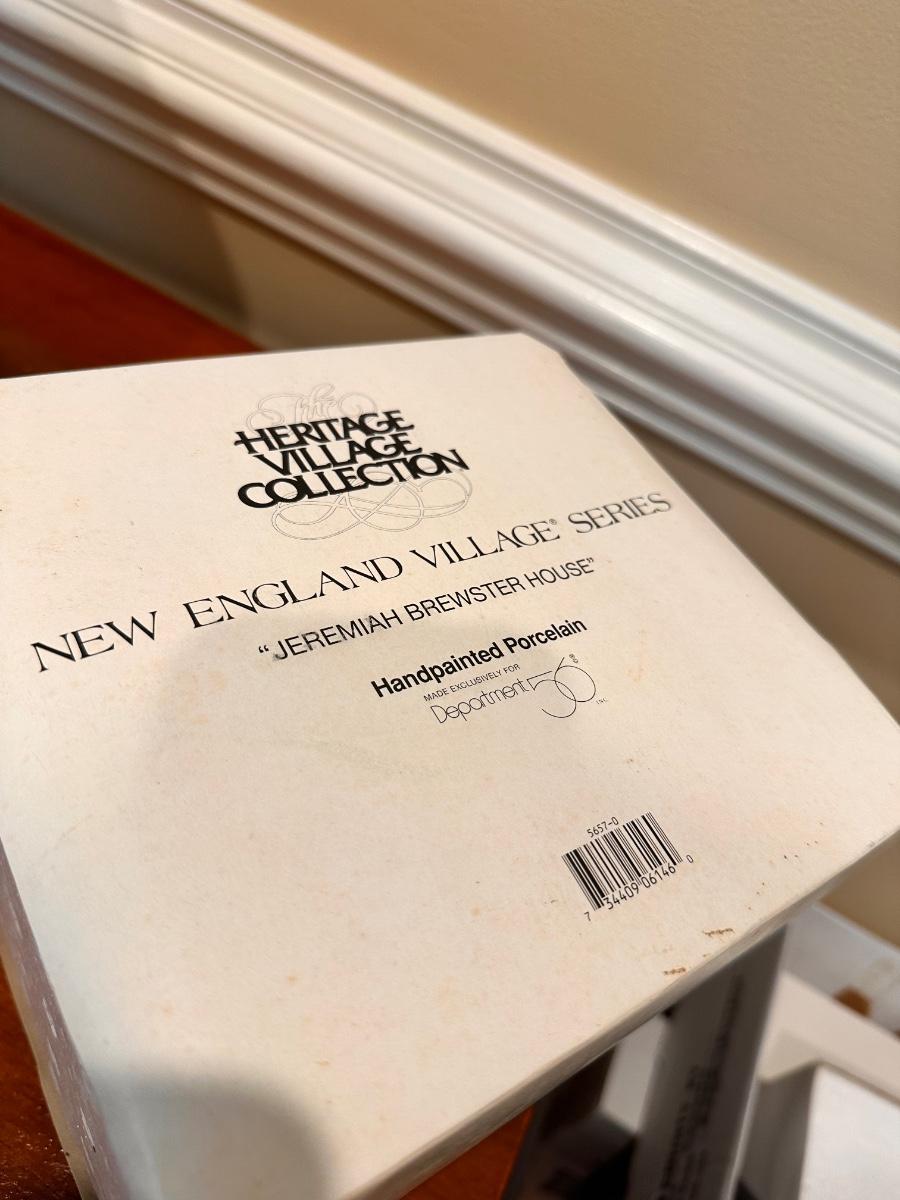 The
HERITAGE
VILLAGE
COLLECTION
NEW ENGLAND VILLAGE® SERIES
“JEREMIAH BREWSTER HOUSE”
Handpainted Porcelain
MADE EXCLUSIVELY FOR
Department 56® INC.
5657-0
7 34409 06146 0